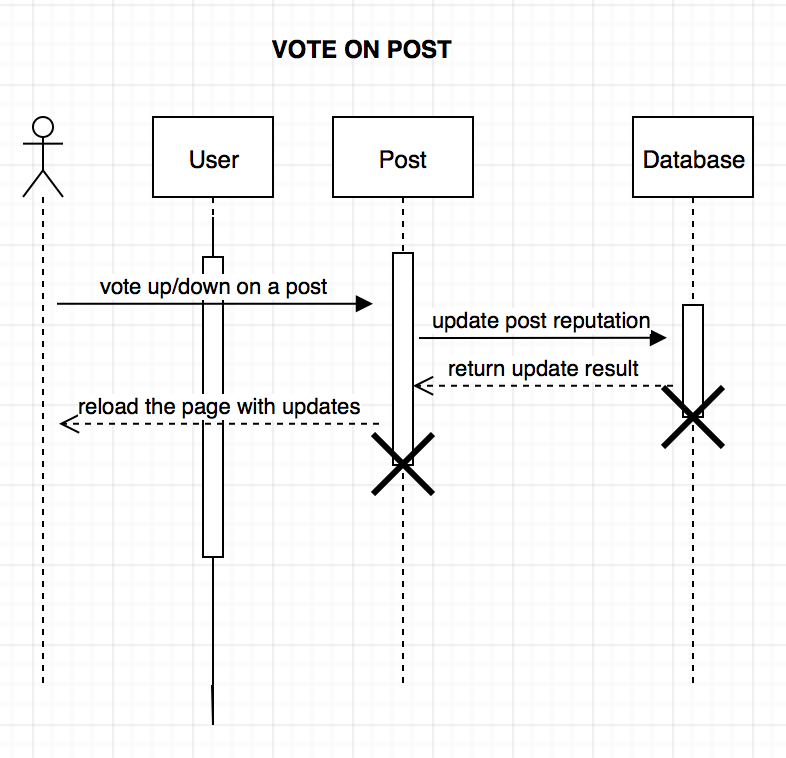 VOTE ON POST
User
Post
Database
vote up/down on a post
update post reputation
return update result
reload the page with updates